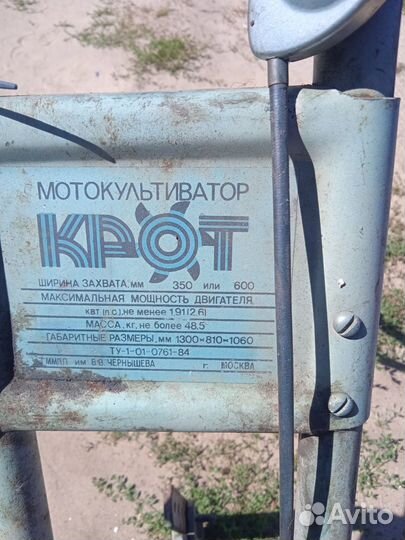 МОТОКУЛЬТИВАТОР
КРОТ
ШИРИНА ЗАХВАТА, ММ 350 ИЛИ 600
МАКСИМАЛЬНАЯ МОЩНОСТЬ ДВИГАТЕЛЯ,
КВТ (Л.С.), НЕ МЕНЕЕ 1,91(2,6)
МАССА, КГ, НЕ БОЛЕЕ 48,5
ГАБАРИТНЫЕ РАЗМЕРЫ, ММ 1300×810×1060
ТУ-1-01-0761-84
ММПП им В.В. ЧЕРНЫШЕВА г. МОСКВА
Avito